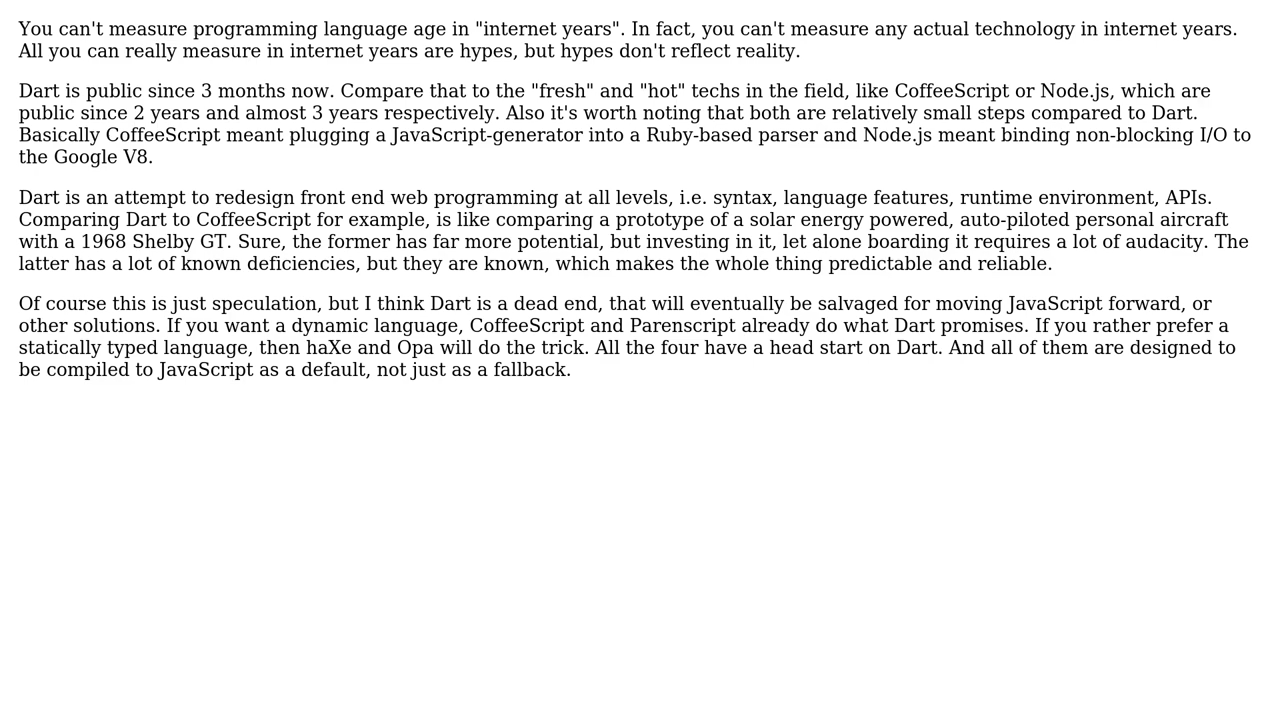 You can't measure programming language age in "internet years". In fact, you can't measure any actual technology in internet years.
All you can really measure in internet years are hypes, but hypes don't reflect reality.
Dart is public since 3 months now. Compare that to the "fresh" and "hot" techs in the field, like CoffeeScript or Node.js, which are
public since 2 years and almost 3 years respectively. Also it's worth noting that both are relatively small steps compared to Dart.
Basically CoffeeScript meant plugging a JavaScript-generator into a Ruby-based parser and Node.js meant binding non-blocking I/O to
the Google V8.
Dart is an attempt to redesign front end web programming at all levels, i.e. syntax, language features, runtime environment, APIs.
Comparing Dart to CoffeeScript for example, is like comparing a prototype of a solar energy powered, auto-piloted personal aircraft
with a 1968 Shelby GT. Sure, the former has far more potential, but investing in it, let alone boarding it requires a lot of audacity. The
latter has a lot of known deficiencies, but they are known, which makes the whole thing predictable and reliable.
Of course this is just speculation, but I think Dart is a dead end, that will eventually be salvaged for moving JavaScript forward, or
other solutions. If you want a dynamic language, CoffeeScript and Parenscript already do what Dart promises. If you rather prefer a
statically typed language, then haXe and Opa will do the trick. All the four have a head start on Dart. And all of them are designed to
be compiled to JavaScript as a default, not just as a fallback.